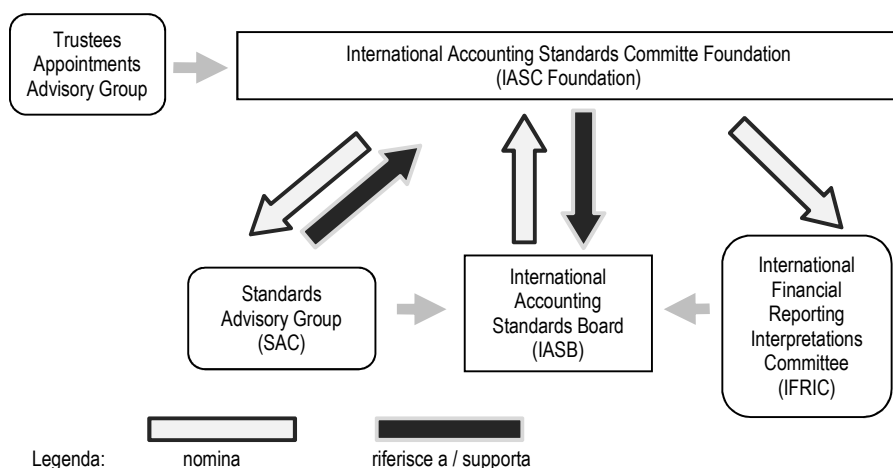 Trustees
Appointments
Advisory Group
International Accounting Standards Committe Foundation
(IASC Foundation)
Standards
Advisory Group
(SAC)
International
Accounting
Standards Board
(IASB)
International
Financial
Reporting
Interpretations
Committee
(IFRIC)
Legenda: nomina riferisce a / supporta